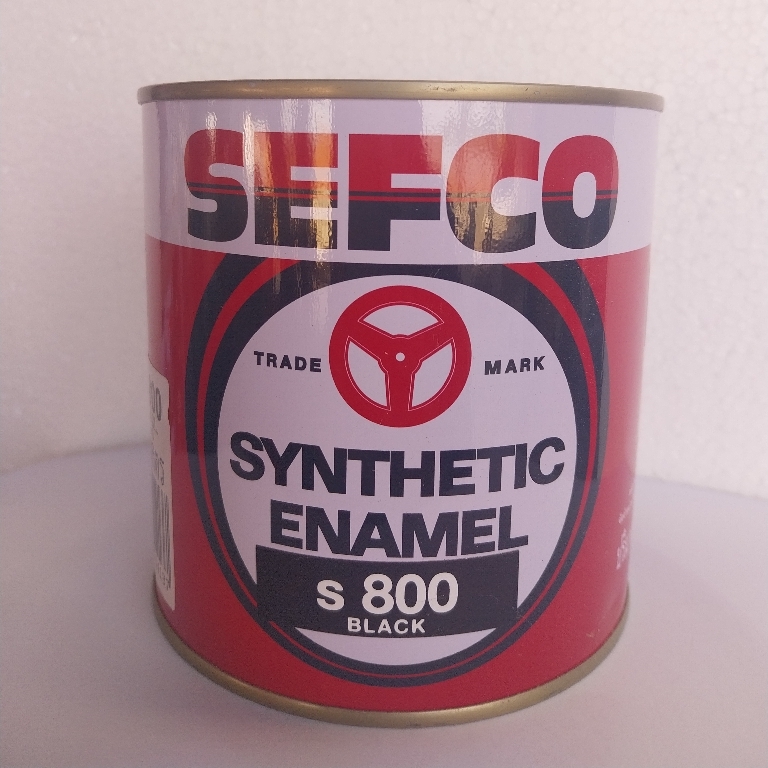 SEFCO
TRADE MARK
SYNTHETIC
ENAMEL
S 800
BLACK